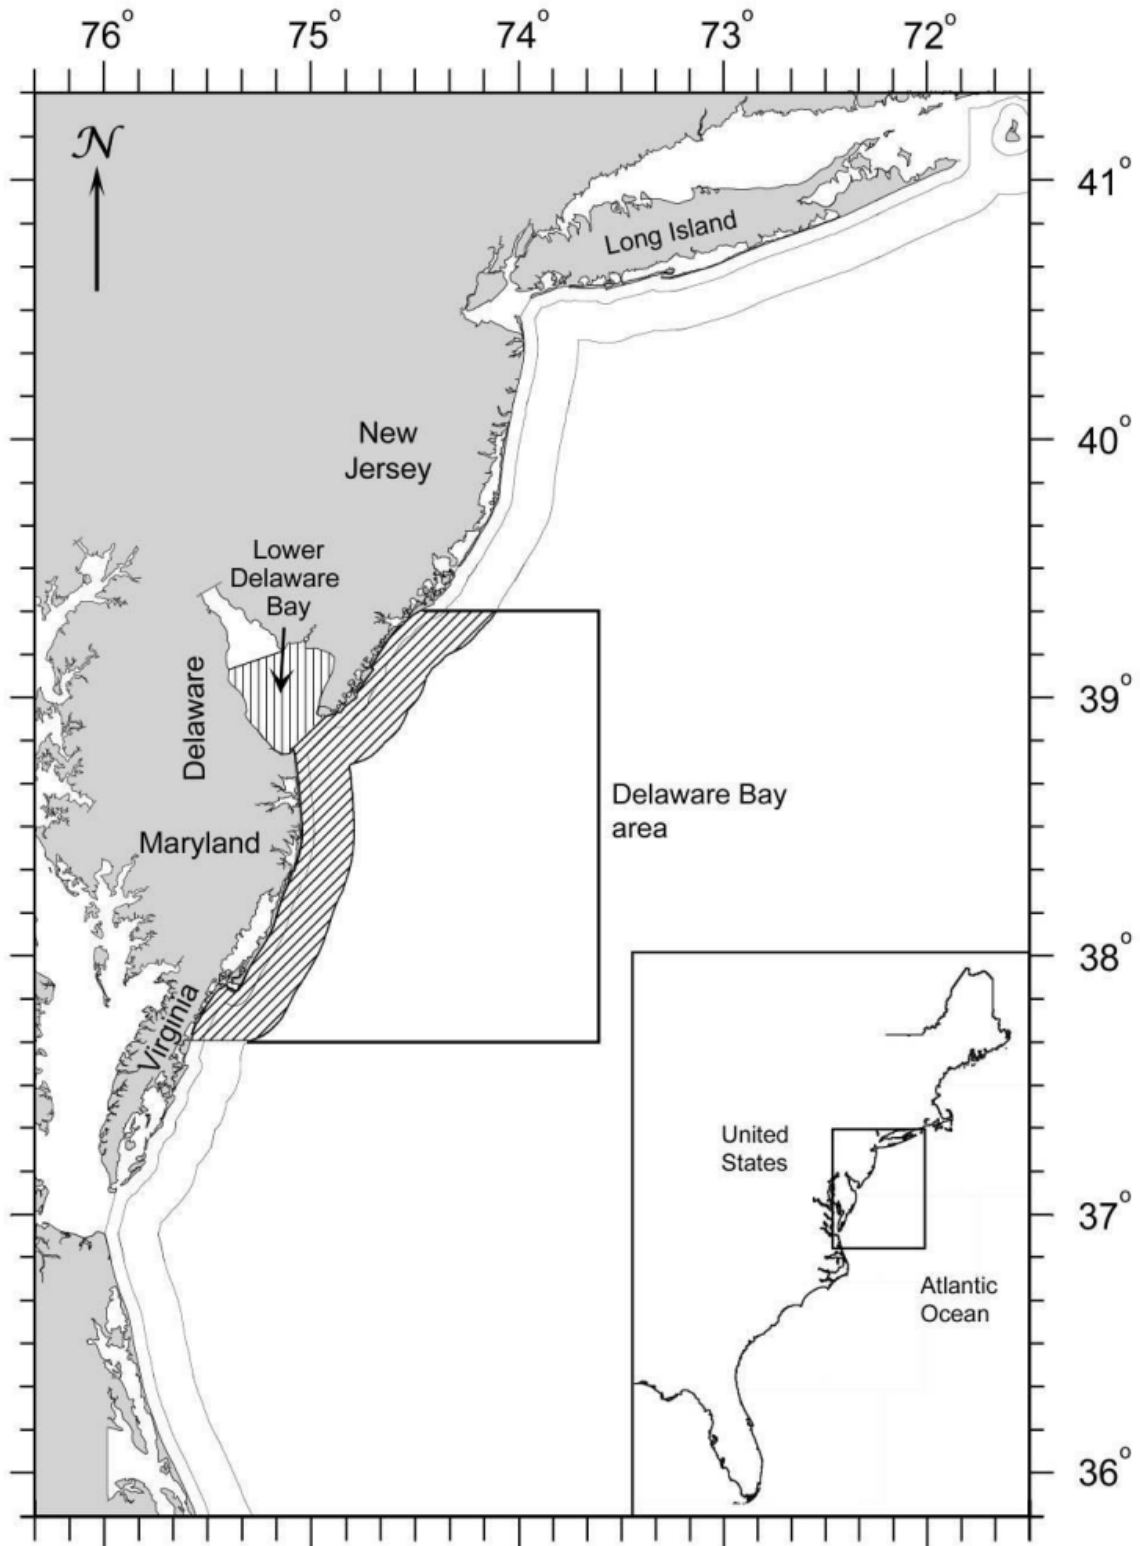 76° 75° 74° 73° 72°
N
41°
Long Island
New
Jersey
40°
Lower
Delaware
Bay
Delaware
39°
Delaware Bay
area
Maryland
38°
Virginia
United
States
37°
Atlantic
Ocean
36°